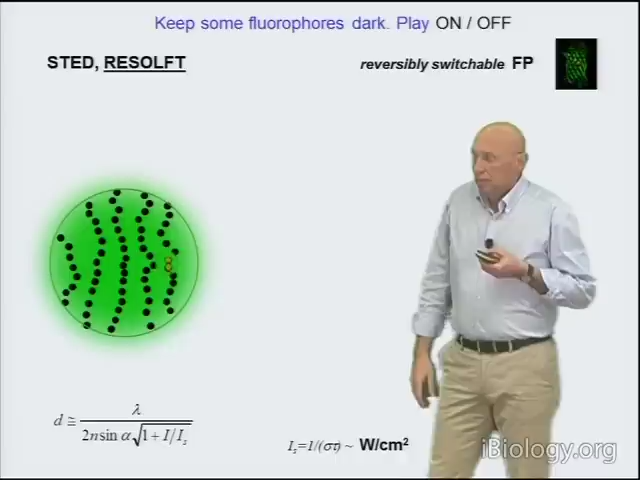 Keep some fluorophores dark. Play ON / OFF
STED, RESOLFT
reversibly switchable FP
d ≅ λ / 2n sin α √1 + I/Iₛ
Iₛ=1/(στ) ~ W/cm²
iBiology.org